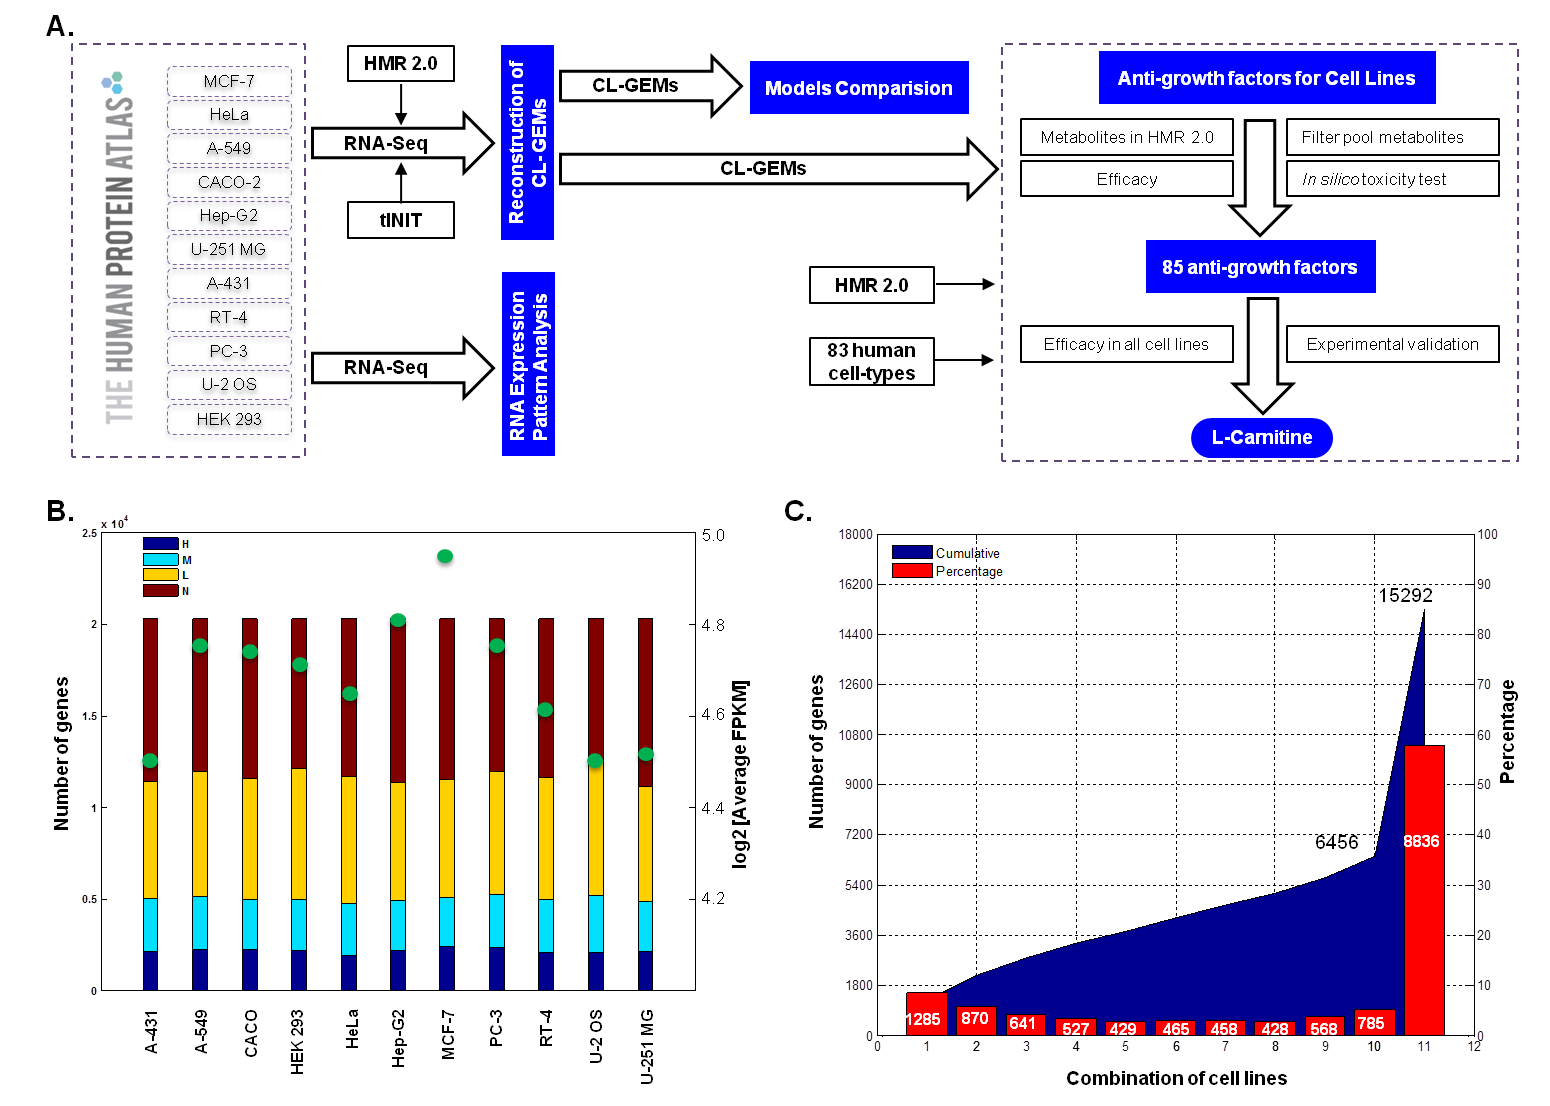 A.
THE HUMAN PROTEIN ATLAS
MCF-7
HeLa
A-549
CACO-2
Hep-G2
U-251 MG
A-431
RT-4
PC-3
U-2 OS
HEK 293
HMR 2.0
RNA-Seq
tINIT
RNA-Seq
Reconstruction of
CL-GEMs
RNA Expression
Pattern Analysis
CL-GEMs
Models Comparision
CL-GEMs
Anti-growth factors for Cell Lines
Metabolites in HMR 2.0
Filter pool metabolites
Efficacy
In silico toxicity test
85 anti-growth factors
HMR 2.0
83 human
cell-types
Efficacy in all cell lines
Experimental validation
L-Carnitine
B.
x 10^4
2.5
2
1.5
1
0.5
0
Number of genes
H
M
L
N
5.0
4.8
4.6
4.4
4.2
log2 [Average FPKM]
A-431
A-549
CACO
HEK 293
HeLa
Hep-G2
MCF-7
PC-3
RT-4
U-2 OS
U-251 MG
C.
18000
16200
14400
12600
10800
9000
7200
5400
3600
1800
0
Number of genes
Cumulative
Percentage
15292
6456
8836
1285
870
641
527
429
465
458
428
568
785
100
90
80
70
60
50
40
30
20
10
0
Percentage
0 1 2 3 4 5 6 7 8 9 10 11 12
Combination of cell lines